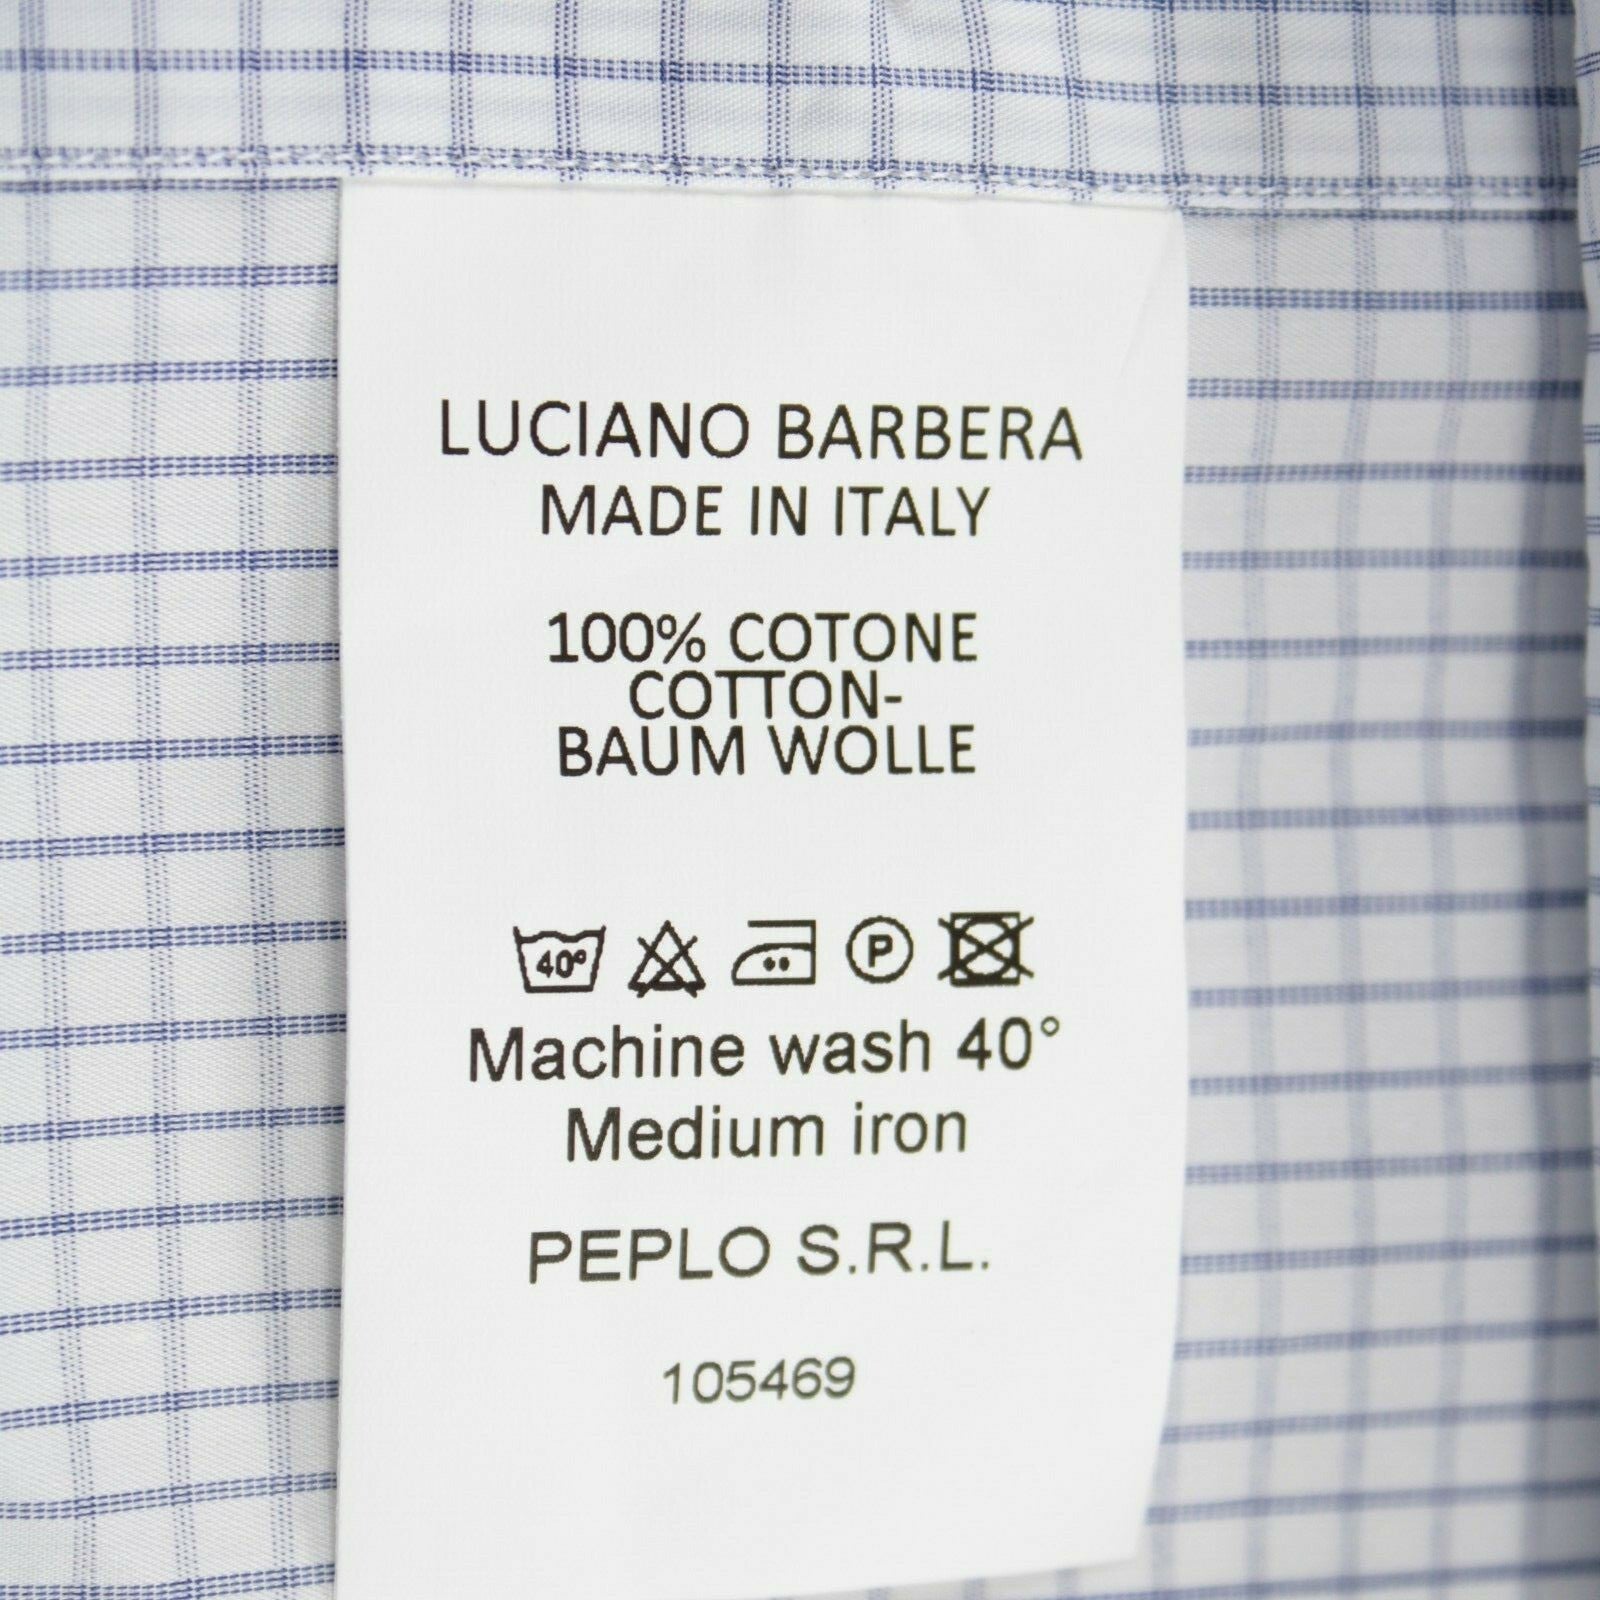 LUCIANO BARBERA
MADE IN ITALY
100% COTONE
COTTON-
BAUM WOLLE
40° P
Machine wash 40°
Medium iron
PEPLO S.R.L.
105469